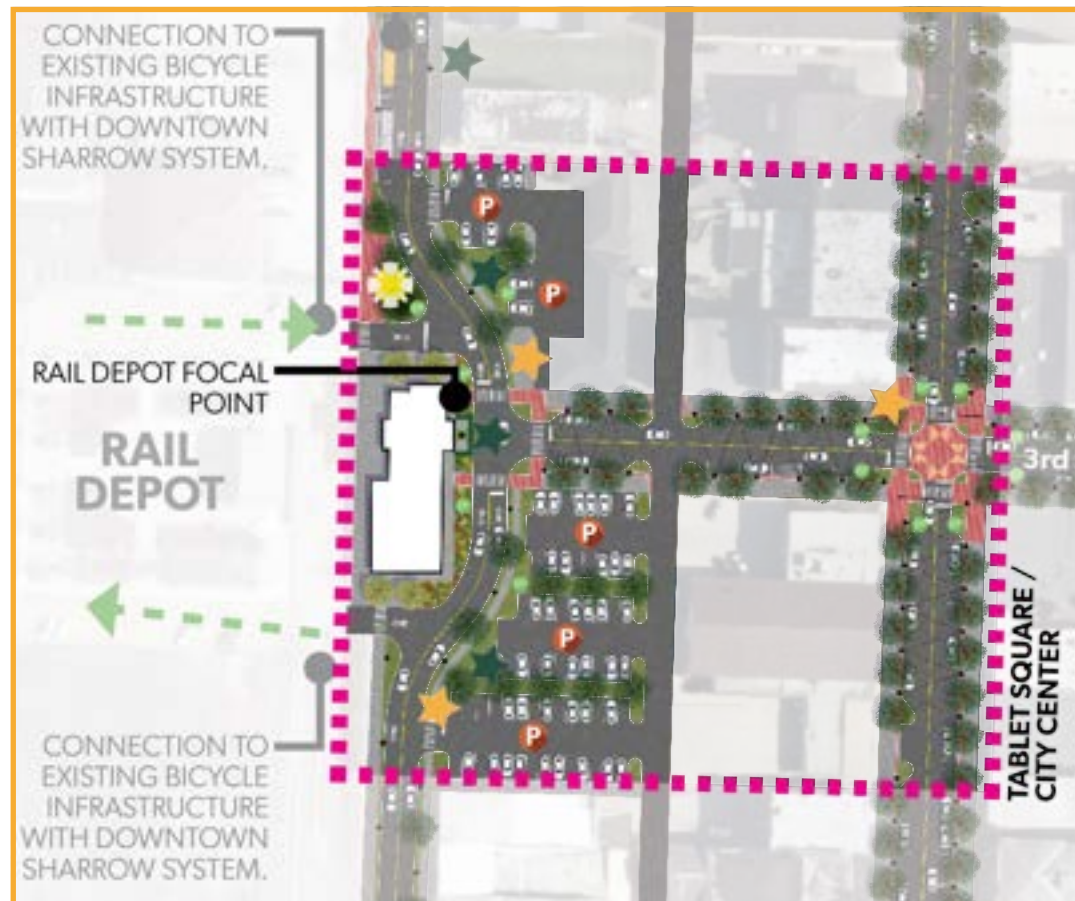 CONNECTION TO
EXISTING BICYCLE
INFRASTRUCTURE
WITH DOWNTOWN
SHARROW SYSTEM.
P
P
RAIL DEPOT FOCAL
POINT
RAIL
DEPOT
3rd
P
P
P
TABLET SQUARE /
CITY CENTER
CONNECTION TO
EXISTING BICYCLE
INFRASTRUCTURE
WITH DOWNTOWN
SHARROW SYSTEM.